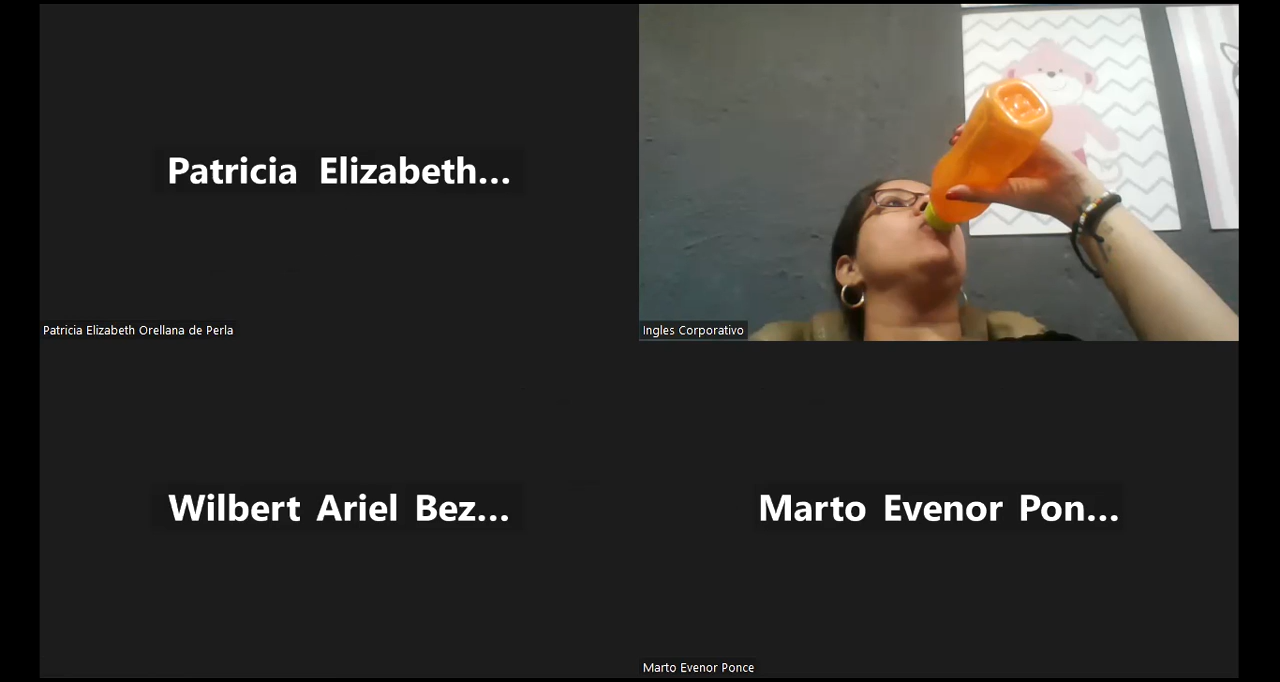 Patricia Elizabeth...
Patricia Elizabeth Orellana de Perla
Ingles Corporativo
Wilbert Ariel Bez...
Marto Evenor Pon...
Marto Evenor Ponce